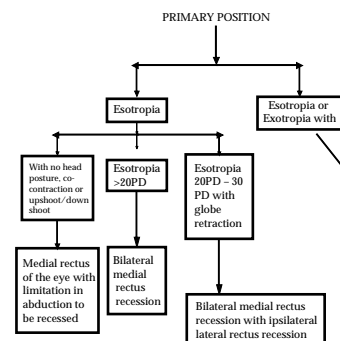 PRIMARY POSITION
Esotropia
Esotropia or
Exotropia with
With no head
posture, co-
contraction or
upshoot/down
shoot
Esotropia
>20PD
Esotropia
20PD – 30
PD with
globe
retraction
Medial rectus
of the eye with
limitation in
abduction to
be recessed
Bilateral
medial
rectus
recession
Bilateral medial rectus
recession with ipsilateral
lateral rectus recession